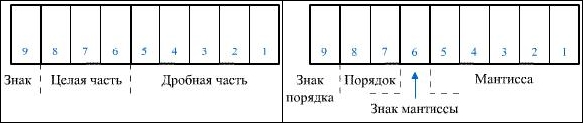 9 8 7 6 5 4 3 2 1
Знак Целая часть Дробная часть
9 8 7 6 5 4 3 2 1
Знак порядка Порядок Мантисса
Знак мантиссы